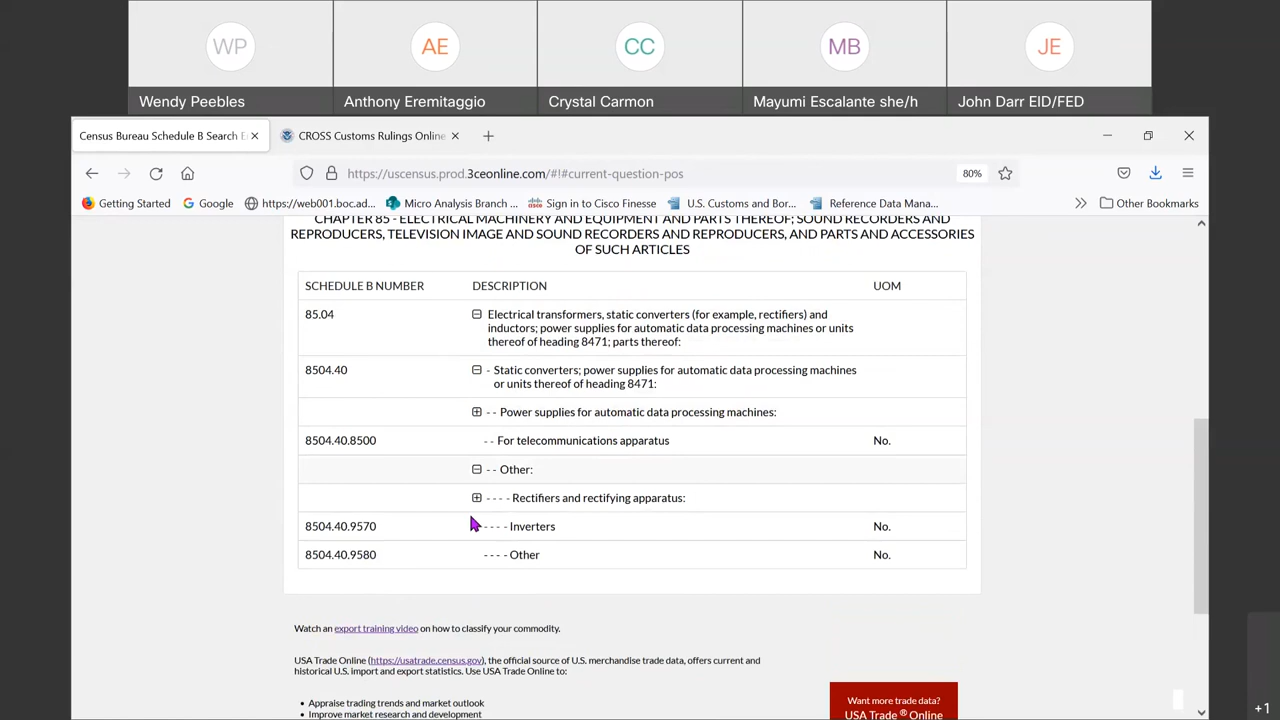 WP
AE
CC
MB
JE
Wendy Peebles
Anthony Eremitaggio
Crystal Carmon
Mayumi Escalante she/h
John Darr EID/FED
Census Bureau Schedule B Search E
CROSS Customs Rulings Online
https://uscensus.prod.3ceonline.com/#!#current-question-pos
80%
Getting Started
Google
https://web001.boc.ad...
Micro Analysis Branch ...
Sign in to Cisco Finesse
U.S. Customs and Bor...
Reference Data Mana...
Other Bookmarks
CHAPTER 85 - ELECTRICAL MACHINERY AND EQUIPMENT AND PARTS THEREOF; SOUND RECORDERS AND
REPRODUCERS, TELEVISION IMAGE AND SOUND RECORDERS AND REPRODUCERS, AND PARTS AND ACCESSORIES
OF SUCH ARTICLES
SCHEDULE B NUMBER
DESCRIPTION
UOM
85.04
Electrical transformers, static converters (for example, rectifiers) and
inductors; power supplies for automatic data processing machines or units
thereof of heading 8471; parts thereof:
8504.40
- Static converters; power supplies for automatic data processing machines
or units thereof of heading 8471:
- - Power supplies for automatic data processing machines:
8504.40.8500
- - For telecommunications apparatus
No.
- - Other:
- - - - Rectifiers and rectifying apparatus:
8504.40.9570
- - - - Inverters
No.
8504.40.9580
- - - - Other
No.
Watch an export training video on how to classify your commodity.
USA Trade Online (https://usatrade.census.gov), the official source of U.S. merchandise trade data, offers current and
historical U.S. import and export statistics. Use USA Trade Online to:
• Appraise trading trends and market outlook
• Improve market research and development
Want more trade data?
USA Trade ® Online
+1